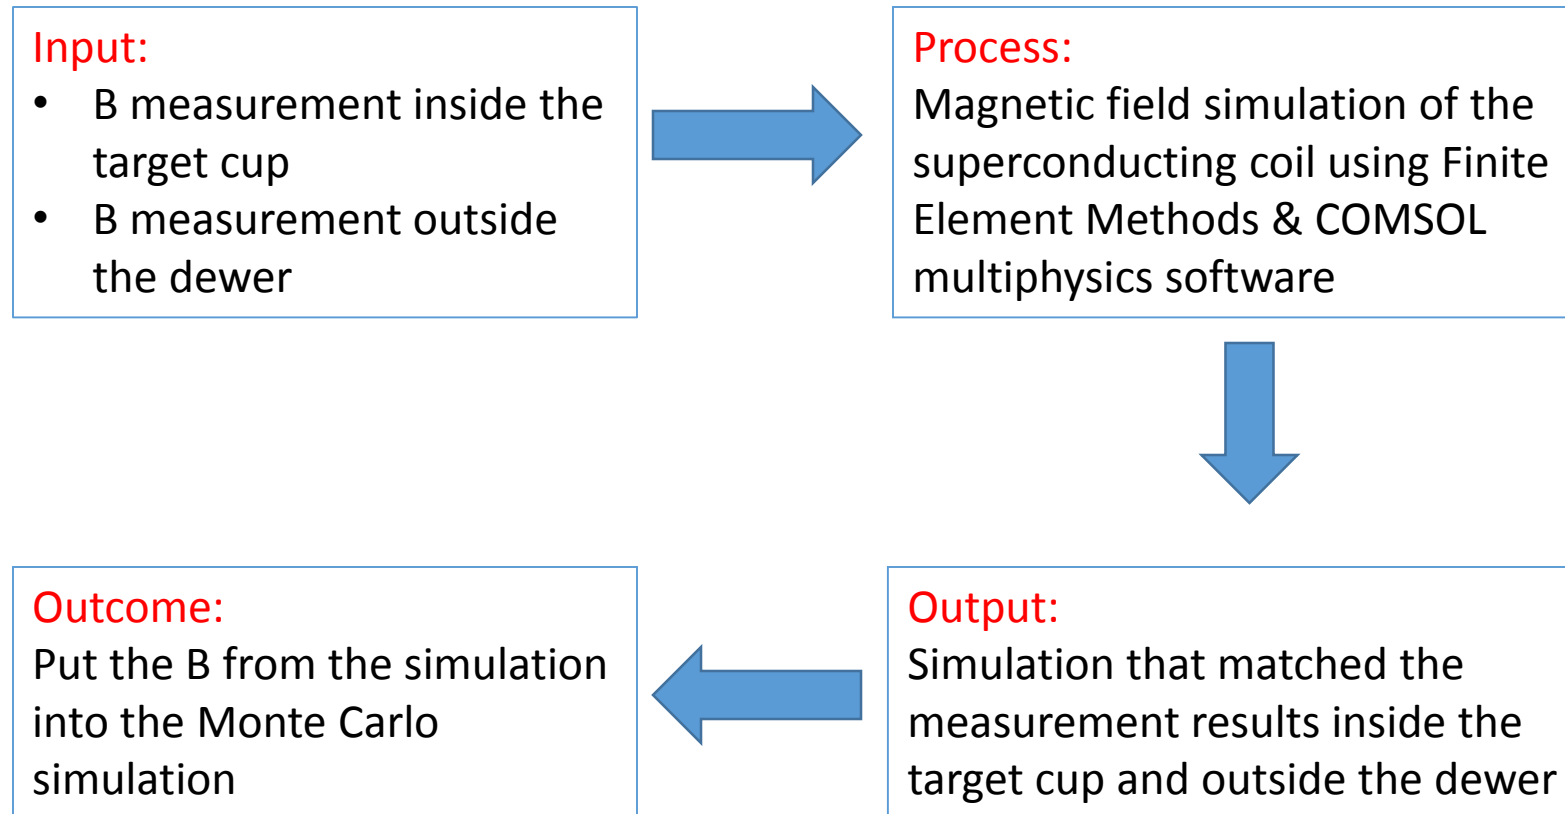 Input:
• B measurement inside the
target cup
• B measurement outside
the dewer
Process:
Magnetic field simulation of the
superconducting coil using Finite
Element Methods & COMSOL
multiphysics software
Output:
Simulation that matched the
measurement results inside the
target cup and outside the dewer
Outcome:
Put the B from the simulation
into the Monte Carlo
simulation